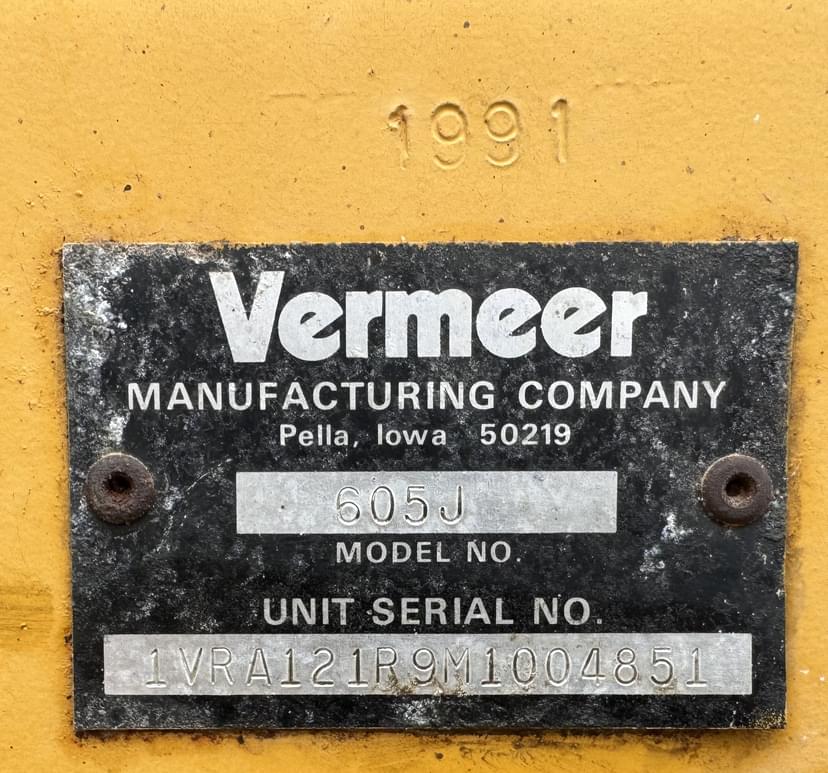 1991
Vermeer
MANUFACTURING COMPANY
Pella, Iowa 50219
605J
MODEL NO.
UNIT SERIAL NO.
1VRA121R9M1004851